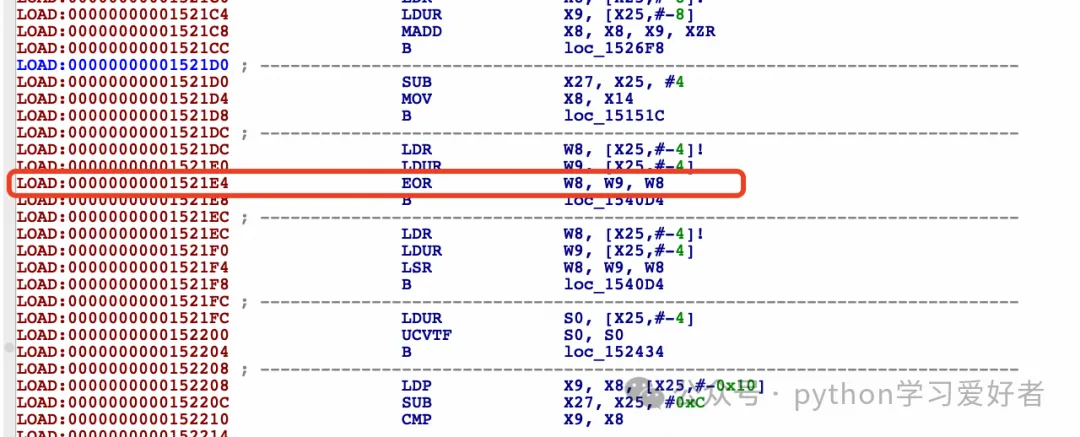 LOAD:00000000001521C4 LDUR X9, [X25,#-8]
LOAD:00000000001521C8 MADD X8, X8, X9, XZR
LOAD:00000000001521CC B loc_1526F8
LOAD:00000000001521D0 ; ---------------------------------------------------------------------------
LOAD:00000000001521D0 SUB X27, X25, #4
LOAD:00000000001521D4 MOV X8, X14
LOAD:00000000001521D8 B loc_15151C
LOAD:00000000001521DC ; ---------------------------------------------------------------------------
LOAD:00000000001521DC LDR W8, [X25,#-4]!
LOAD:00000000001521E0 LDUR W9, [X25,#-4]
LOAD:00000000001521E4 EOR W8, W9, W8
LOAD:00000000001521E8 B loc_1540D4
LOAD:00000000001521EC ; ---------------------------------------------------------------------------
LOAD:00000000001521EC LDR W8, [X25,#-4]!
LOAD:00000000001521F0 LDUR W9, [X25,#-4]
LOAD:00000000001521F4 LSR W8, W9, W8
LOAD:00000000001521F8 B loc_1540D4
LOAD:00000000001521FC ; ---------------------------------------------------------------------------
LOAD:00000000001521FC LDUR S0, [X25,#-4]
LOAD:0000000000152200 UCVTF S0, S0
LOAD:0000000000152204 B loc_152434
LOAD:0000000000152208 ; ---------------------------------------------------------------------------
LOAD:0000000000152208 LDP X9, X8, [X25,#-0x10]
LOAD:000000000015220C SUB X27, X25, #0xC
LOAD:0000000000152210 CMP X9, X8
LOAD:0000000000152214
公众号 · python学习爱好者